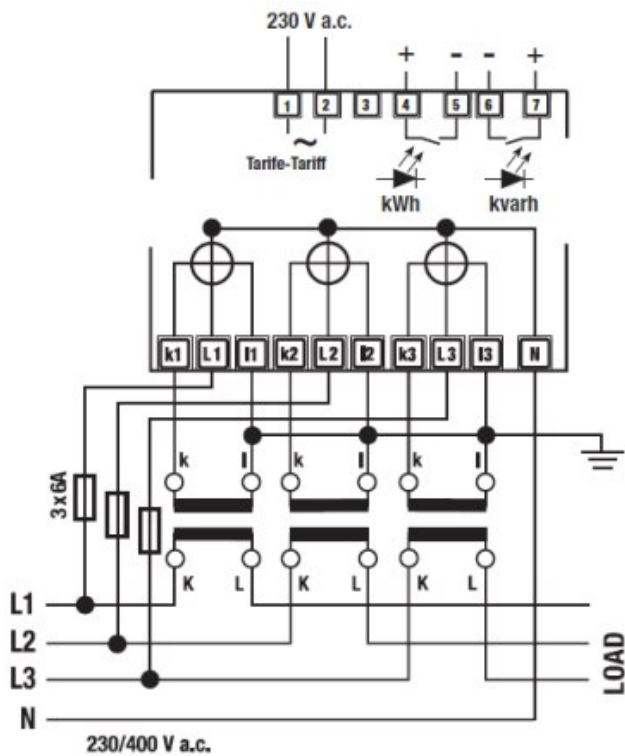 230 V a.c.
+ - - +
1 2 3 4 5 6 7
~
Tarife-Tariff
kWh kvarh
k1 L1 l1 k2 L2 l2 k3 L3 l3 N
k l k l k l
3x6A
K L K L K L
L1
L2
L3
N
LOAD
230/400 V a.c.